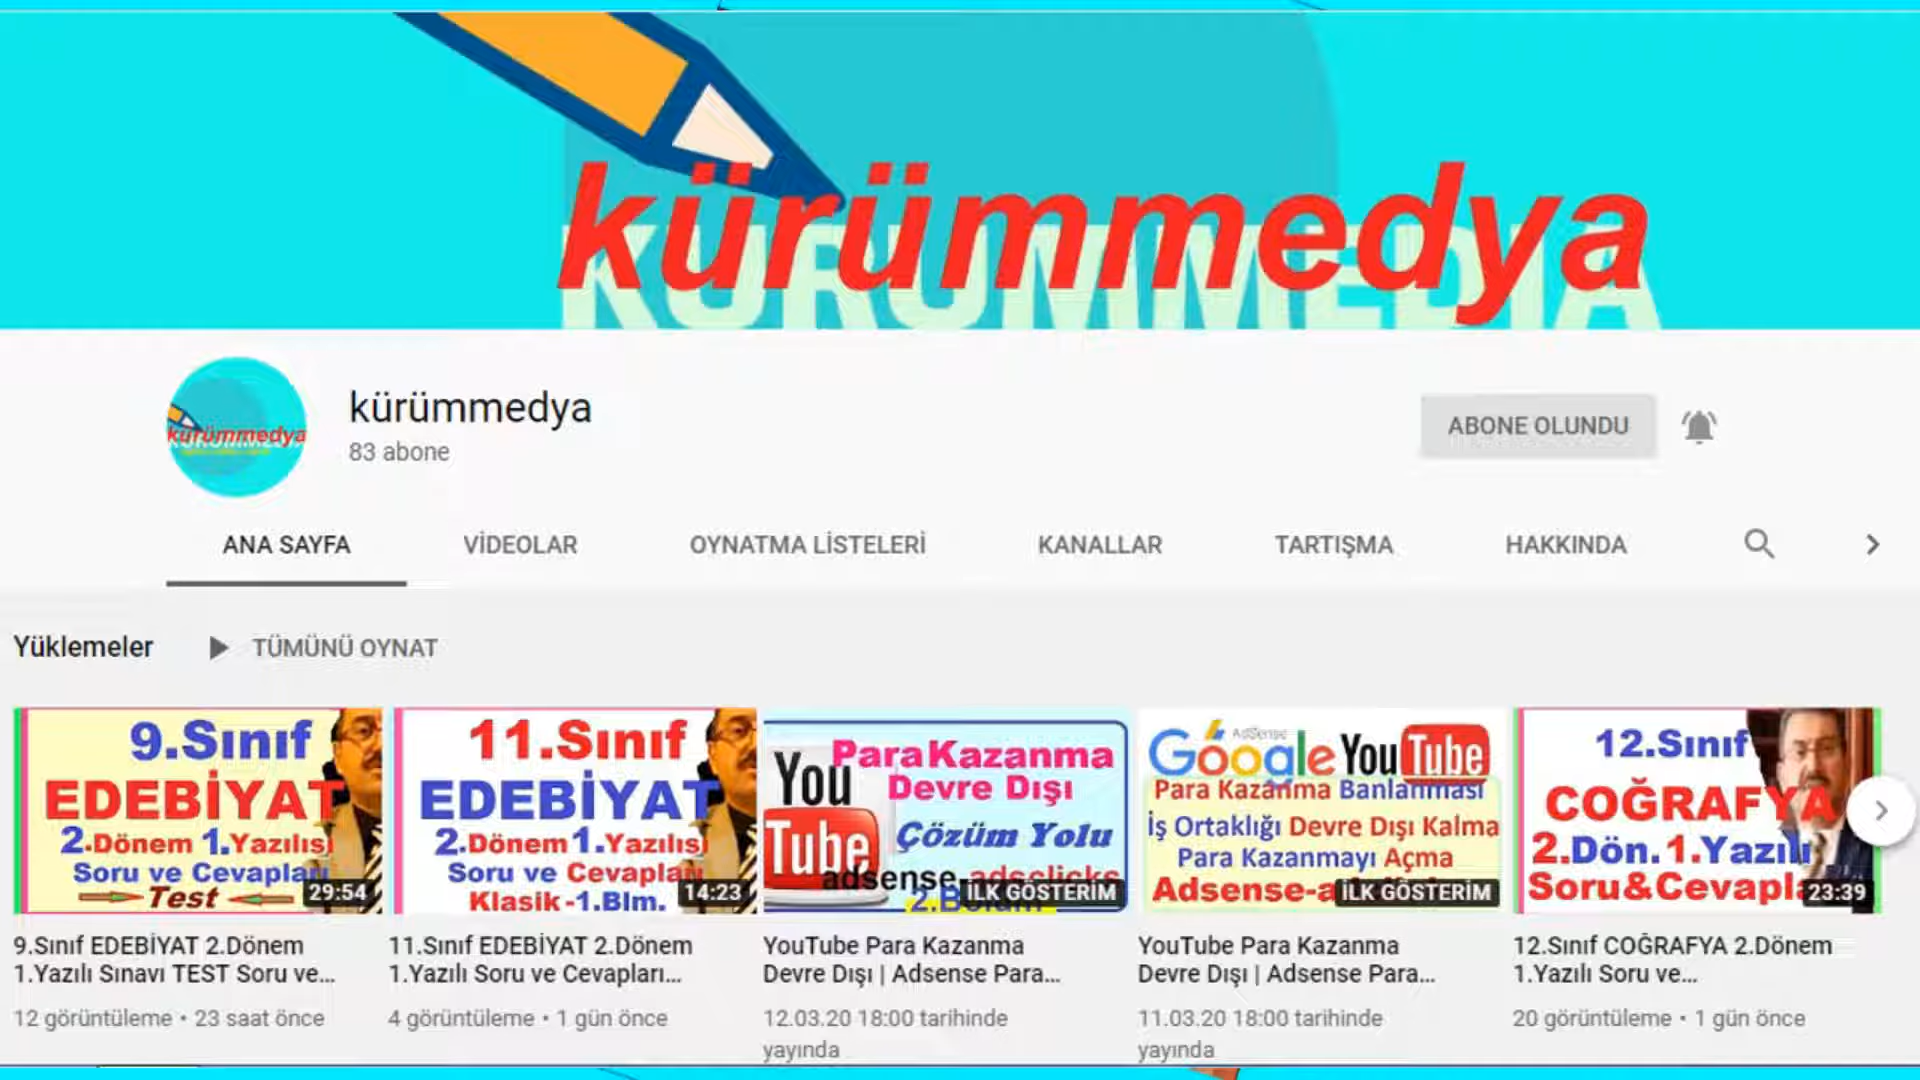 kürümmedya
KURUMMEDIA
kürümmedya
kürümmedya
83 abone
ABONE OLUNDU
ANA SAYFA
VİDEOLAR
OYNATMA LİSTELERİ
KANALLAR
TARTIŞMA
HAKKINDA
Yüklemeler
TÜMÜNÜ OYNAT
9.Sınıf
EDEBİYAT
2.Dönem 1.Yazılısı
Soru ve Cevapları
Test
29:54
9.Sınıf EDEBİYAT 2.Dönem
1.Yazılı Sınavı TEST Soru ve...
12 görüntüleme • 23 saat önce
11.Sınıf
EDEBİYAT
2.Dönem 1.Yazılısı
Soru ve Cevapları
Klasik-1.Blm.
14:23
11.Sınıf EDEBİYAT 2.Dönem
1.Yazılı Soru ve Cevapları...
4 görüntüleme • 1 gün önce
YouTube
Para Kazanma
Devre Dışı
Çözüm Yolu
adsense-adsclicks
2.Bölüm
İLK GÖSTERİM
YouTube Para Kazanma
Devre Dışı | Adsense Para...
12.03.20 18:00 tarihinde
yayında
AdSense
Google YouTube
Para Kazanma Banlanması
İş Ortaklığı Devre Dışı Kalma
Para Kazanmayı Açma
İLK GÖSTERİM
YouTube Para Kazanma
Devre Dışı | Adsense Para...
11.03.20 18:00 tarihinde
yayında
12.Sınıf
COĞRAFYA
2.Dön.1.Yazılı
Soru&Cevapla
23:39
12.Sınıf COĞRAFYA 2.Dönem
1.Yazılı Soru ve...
20 görüntüleme • 1 gün önce